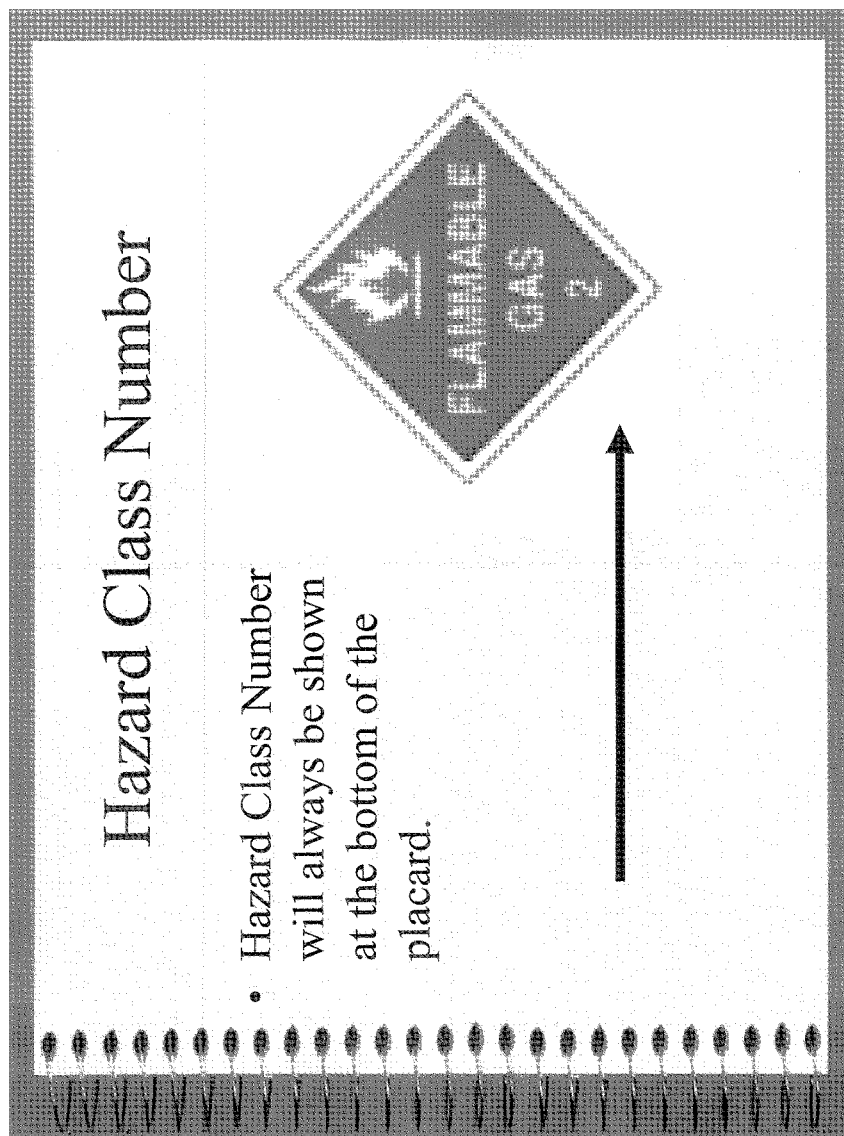 Hazard Class Number
• Hazard Class Number
will always be shown
at the bottom of the
placard.
FLAMMABLE
GAS
2